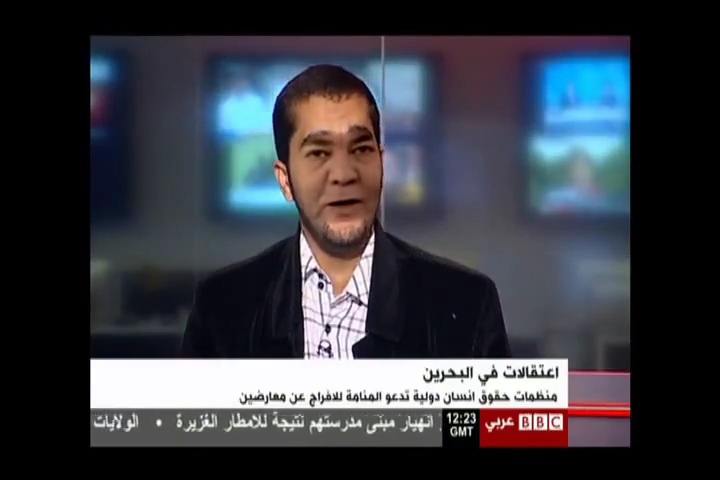 اعتقالات في البحرين
منظمات حقوق انسان دولية تدعو المنامة للافراج عن معارضين
انهيار مبنى مدرستهم نتيجة للامطار الغزيرة • الولايات
12:23
GMT
BBC عربي